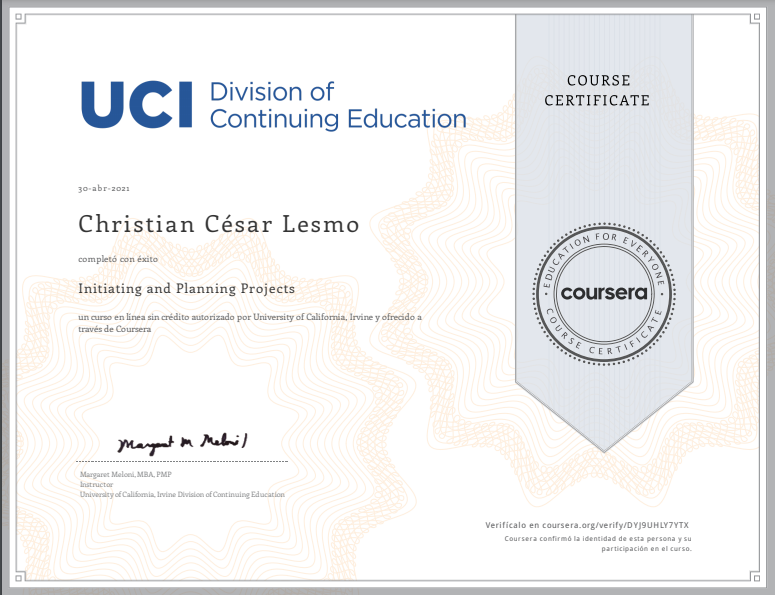 UCI Division of
Continuing Education
COURSE
CERTIFICATE
30-abr-2021
Christian César Lesmo
completó con éxito
Initiating and Planning Projects
un curso en línea sin crédito autorizado por University of California, Irvine y ofrecido a
través de Coursera
EDUCATION FOR EVERYONE
coursera
COURSE CERTIFICATE
Margaret M Meloni
Margaret Meloni, MBA, PMP
Instructor
University of California, Irvine Division of Continuing Education
Verifícalo en coursera.org/verify/DYJ9UHLY7YTX
Coursera confirmó la identidad de esta persona y su
participación en el curso.